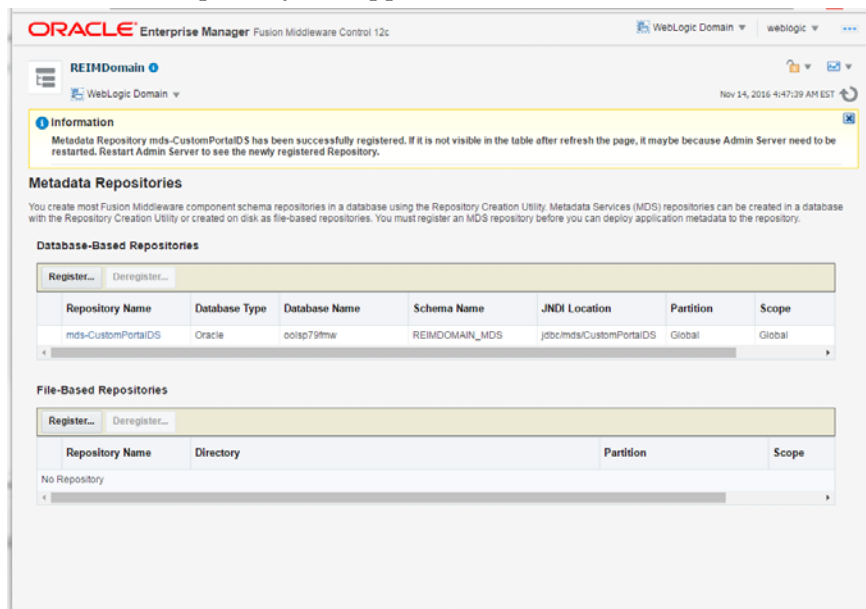 ORACLE Enterprise Manager Fusion Middleware Control 12c
WebLogic Domain
weblogic
REIMDomain
WebLogic Domain
Nov 14, 2016 4:47:39 AM EST
Information
Metadata Repository mds-CustomPortalDS has been successfully registered. If it is not visible in the table after refresh the page, it maybe because Admin Server need to be
restarted. Restart Admin Server to see the newly registered Repository.
Metadata Repositories
You create most Fusion Middleware component schema repositories in a database using the Repository Creation Utility. Metadata Services (MDS) repositories can be created in a database
with the Repository Creation Utility or created on disk as file-based repositories. You must register an MDS repository before you can deploy application metadata to the repository.
Database-Based Repositories
Register... Deregister...
Repository Name Database Type Database Name Schema Name JNDI Location Partition Scope
mds-CustomPortalDS Oracle oolsp79fmw REIMDOMAIN_MDS jdbc/mds/CustomPortalDS Global Global
File-Based Repositories
Register... Deregister...
Repository Name Directory Partition Scope
No Repository